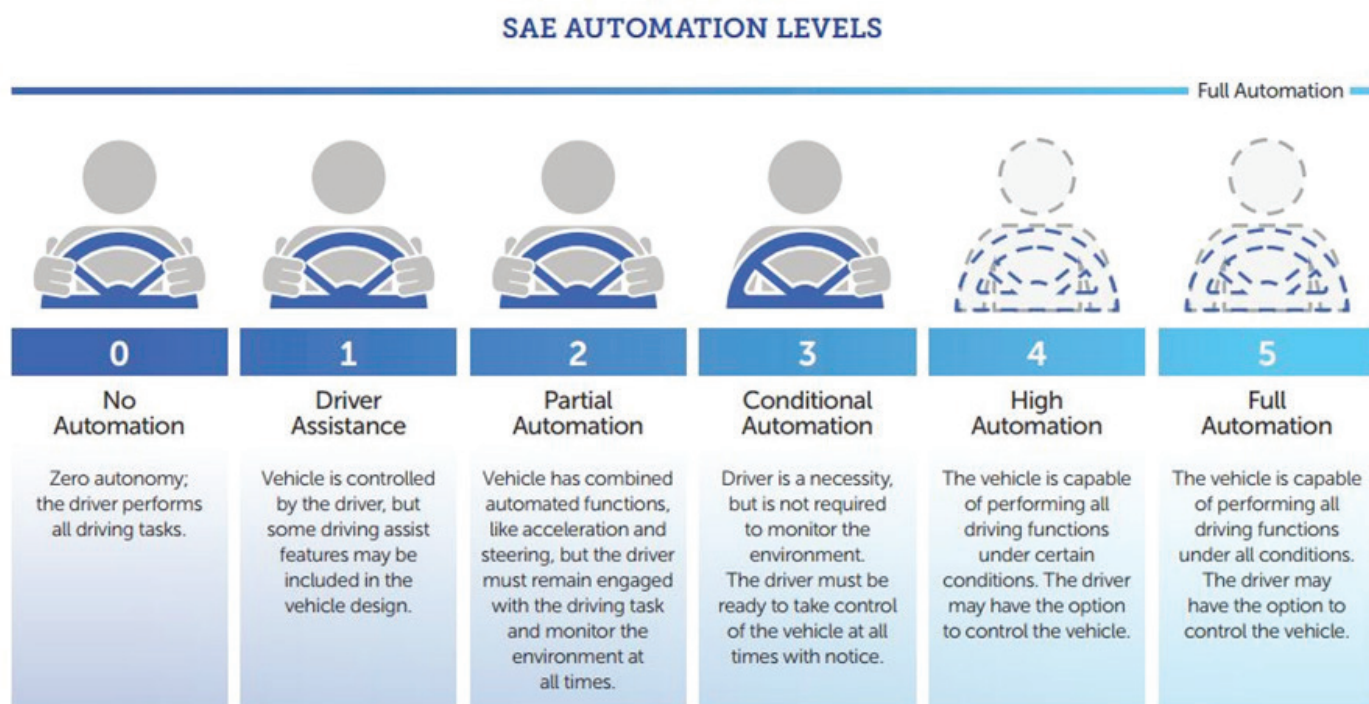 SAE AUTOMATION LEVELS
Full Automation
0
No
Automation
Zero autonomy;
the driver performs
all driving tasks.
1
Driver
Assistance
Vehicle is controlled
by the driver, but
some driving assist
features may be
included in the
vehicle design.
2
Partial
Automation
Vehicle has combined
automated functions,
like acceleration and
steering, but the driver
must remain engaged
with the driving task
and monitor the
environment at
all times.
3
Conditional
Automation
Driver is a necessity,
but is not required
to monitor the
environment.
The driver must be
ready to take control
of the vehicle at all
times with notice.
4
High
Automation
The vehicle is capable
of performing all
driving functions
under certain
conditions. The driver
may have the option
to control the vehicle.
5
Full
Automation
The vehicle is capable
of performing all
driving functions
under all conditions.
The driver may
have the option to
control the vehicle.